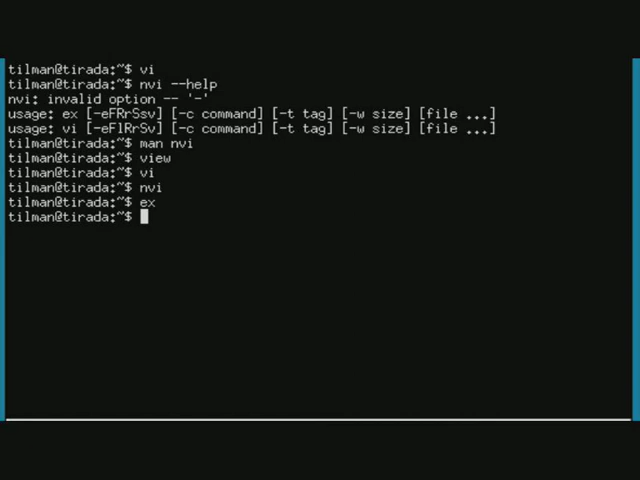 tilman@tirada:~$ vi
tilman@tirada:~$ nvi --help
nvi: invalid option -- '-'
usage: ex [-eFRrSsv] [-c command] [-t tag] [-w size] [file ...]
usage: vi [-eFlRrSv] [-c command] [-t tag] [-w size] [file ...]
tilman@tirada:~$ man nvi
tilman@tirada:~$ view
tilman@tirada:~$ vi
tilman@tirada:~$ nvi
tilman@tirada:~$ ex
tilman@tirada:~$